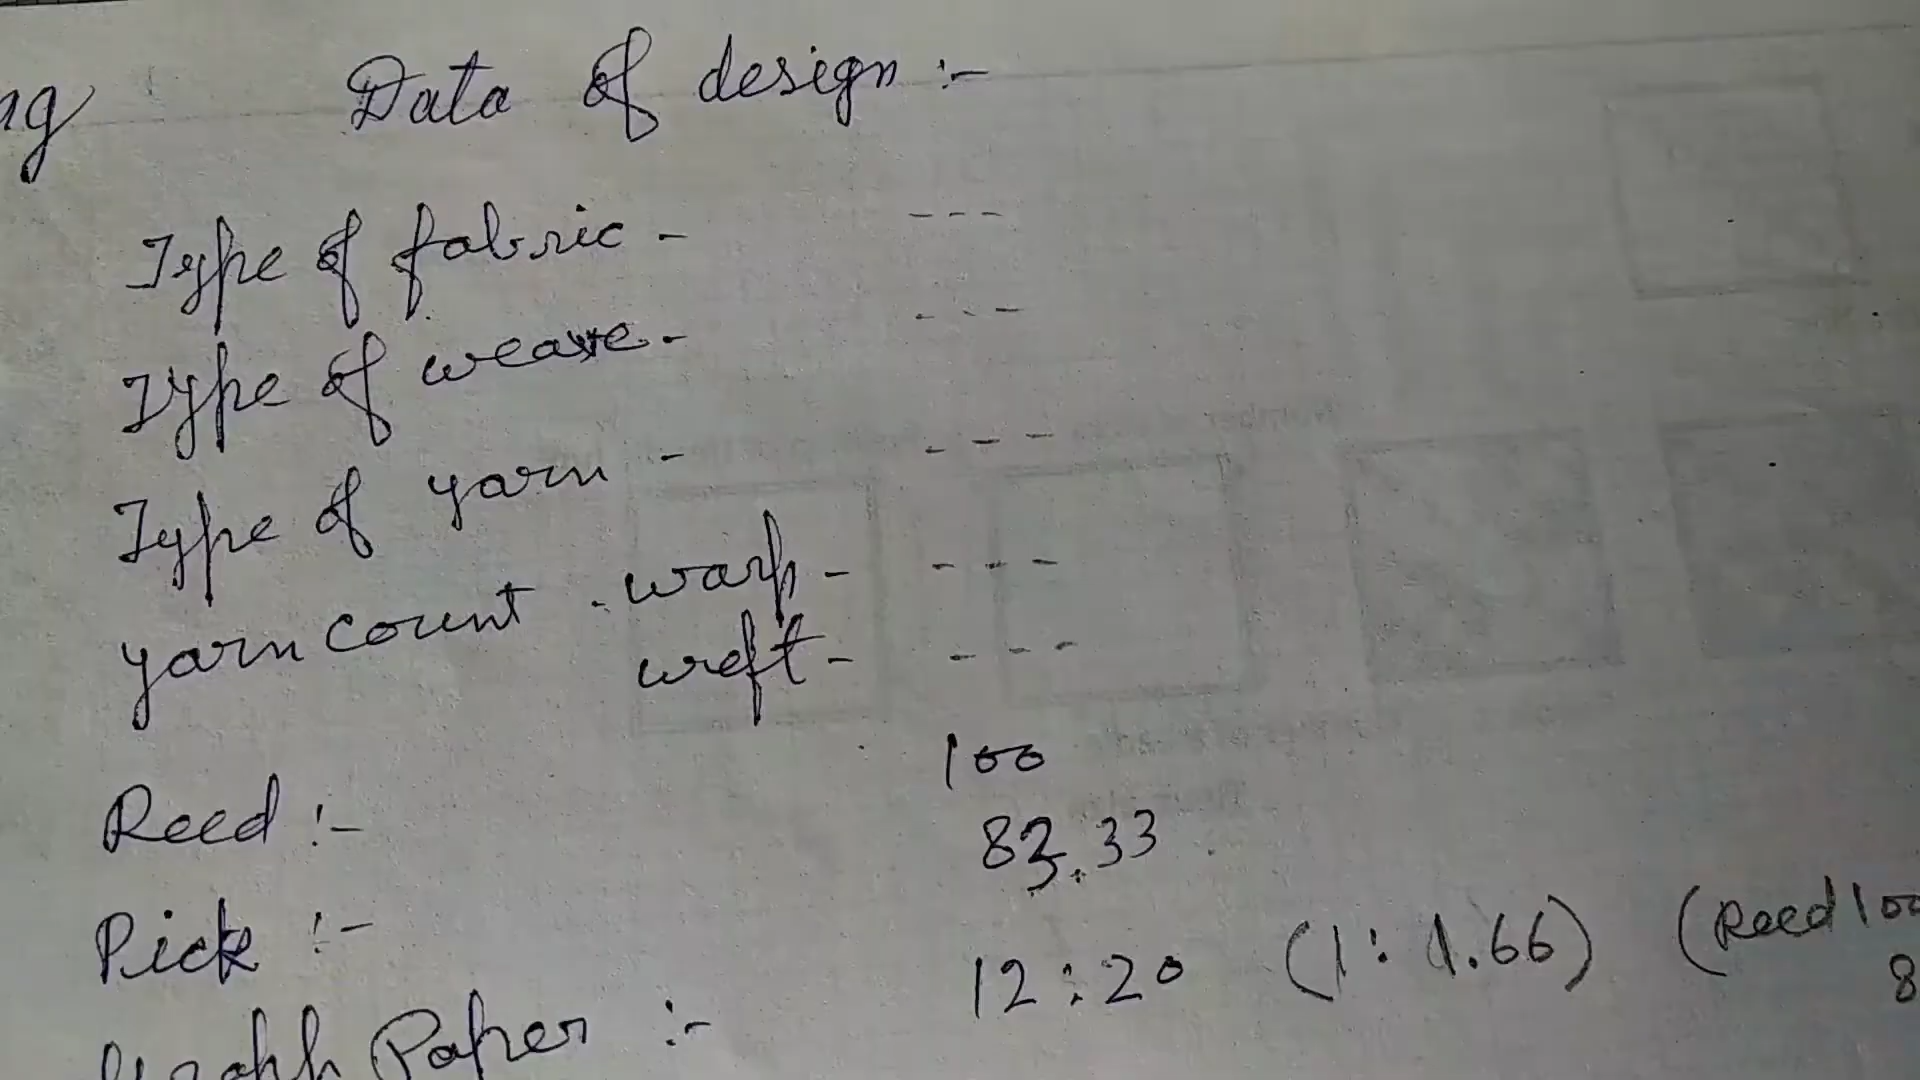 Data of design :-
Type of fabric - ---
Type of weave - ---
Type of yarn - ---
yarn count - warp - ---
weft - ---
Reed :- 100
Pick :- 83.33
Graph Paper :- 12:20 (1:1.66) (Reed 100
8